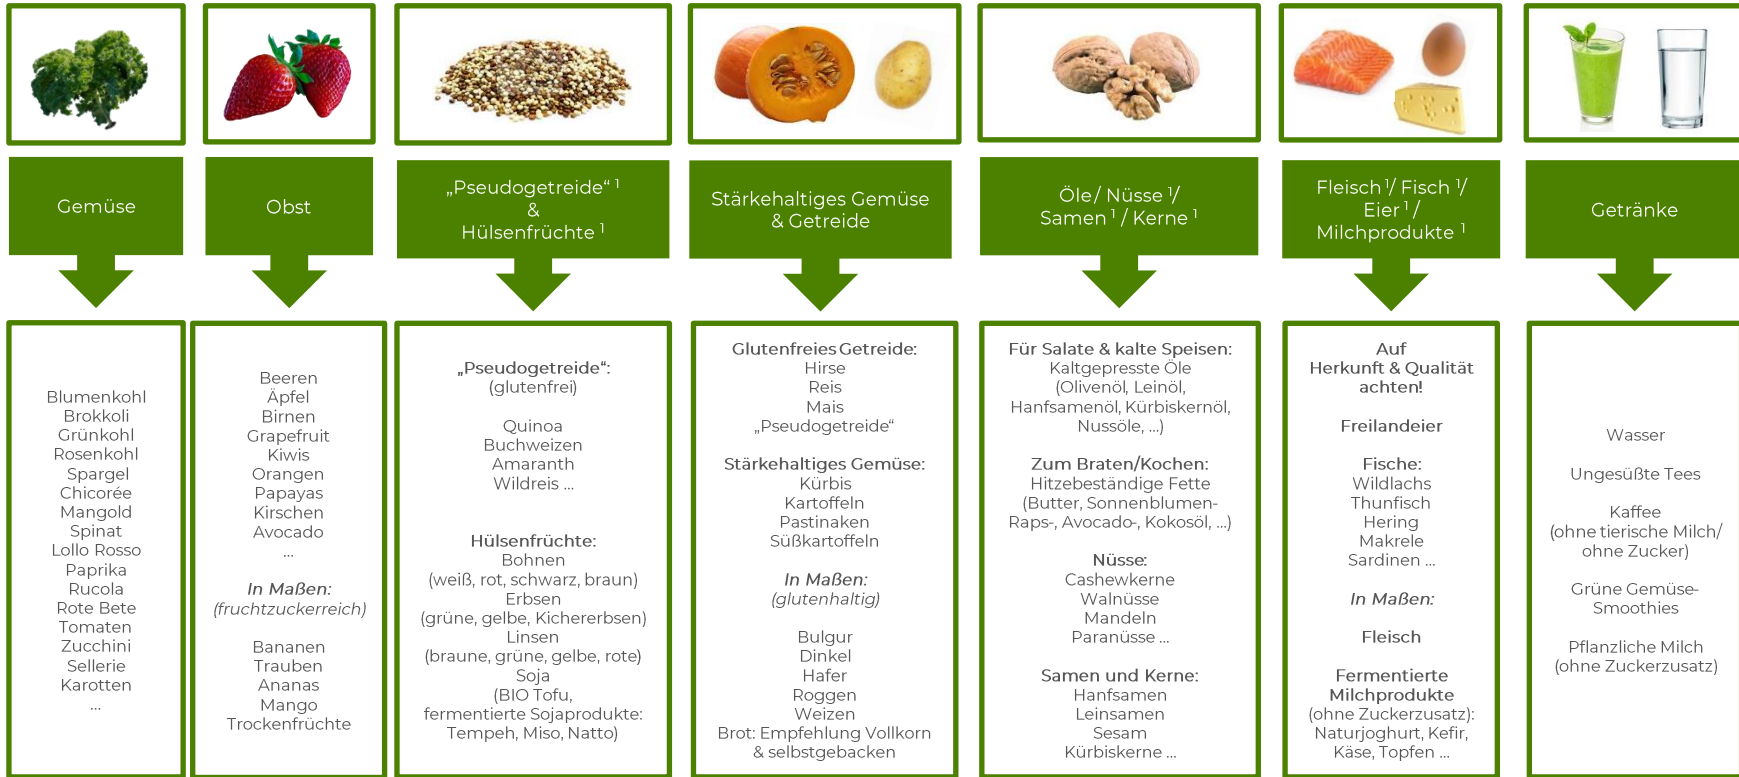 Gemüse
Obst
„Pseudogetreide“ ¹
&
Hülsenfrüchte ¹
Stärkehaltiges Gemüse
& Getreide
Öle/ Nüsse ¹/
Samen ¹ / Kerne ¹
Fleisch ¹/ Fisch ¹/
Eier ¹ /
Milchprodukte ¹
Getränke
Blumenkohl
Brokkoli
Grünkohl
Rosenkohl
Spargel
Chicorée
Mangold
Spinat
Lollo Rosso
Paprika
Rucola
Rote Bete
Tomaten
Zucchini
Sellerie
Karotten
...
Beeren
Äpfel
Birnen
Grapefruit
Kiwis
Orangen
Papayas
Kirschen
Avocado
...
In Maßen:
(fruchtzuckerreich)
Bananen
Trauben
Ananas
Mango
Trockenfrüchte
„Pseudogetreide“:
(glutenfrei)
Quinoa
Buchweizen
Amaranth
Wildreis ...
Hülsenfrüchte:
Bohnen
(weiß, rot, schwarz, braun)
Erbsen
(grüne, gelbe, Kichererbsen)
Linsen
(braune, grüne, gelbe, rote)
Soja
(BIO Tofu,
fermentierte Sojaprodukte:
Tempeh, Miso, Natto)
Glutenfreies Getreide:
Hirse
Reis
Mais
„Pseudogetreide“
Stärkehaltiges Gemüse:
Kürbis
Kartoffeln
Pastinaken
Süßkartoffeln
In Maßen:
(glutenhaltig)
Bulgur
Dinkel
Hafer
Roggen
Weizen
Brot: Empfehlung Vollkorn
& selbstgebacken
Für Salate & kalte Speisen:
Kaltgepresste Öle
(Olivenöl, Leinöl,
Hanfsamenöl, Kürbiskernöl,
Nussöle, ...)
Zum Braten/Kochen:
Hitzebeständige Fette
(Butter, Sonnenblumen-
Raps-, Avocado-, Kokosöl, ...)
Nüsse:
Cashewkerne
Walnüsse
Mandeln
Paranüsse ...
Samen und Kerne:
Hanfsamen
Leinsamen
Sesam
Kürbiskerne ...
Auf
Herkunft & Qualität
achten!
Freilandeier
Fische:
Wildlachs
Thunfisch
Hering
Makrele
Sardinen ...
In Maßen:
Fleisch
Fermentierte
Milchprodukte
(ohne Zuckerzusatz):
Naturjoghurt, Kefir,
Käse, Topfen ...
Wasser
Ungesüßte Tees
Kaffee
(ohne tierische Milch/
ohne Zucker)
Grüne Gemüse-
Smoothies
Pflanzliche Milch
(ohne Zuckerzusatz)